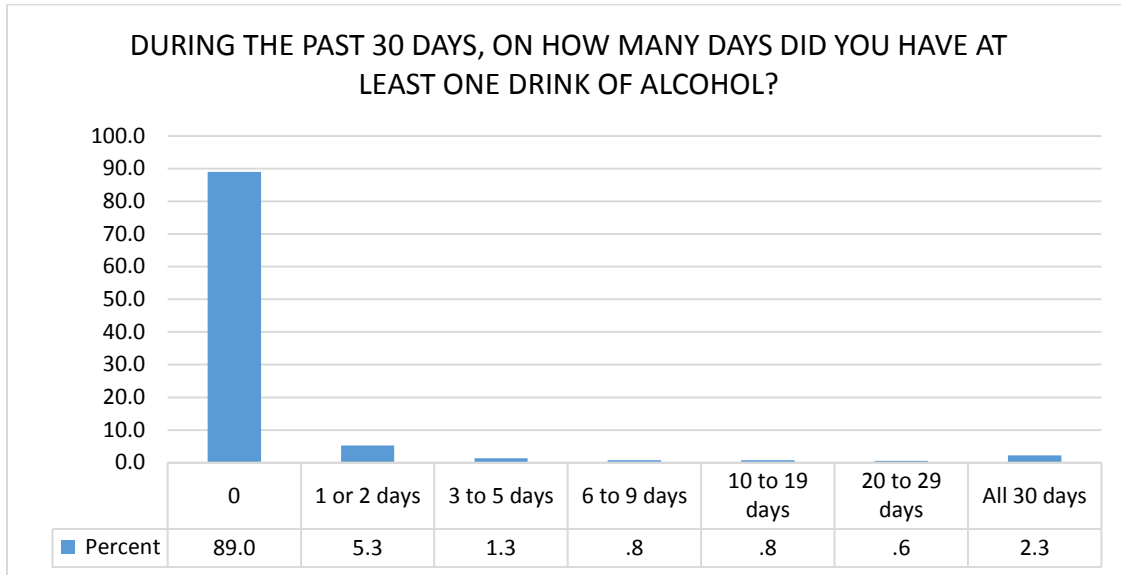 DURING THE PAST 30 DAYS, ON HOW MANY DAYS DID YOU HAVE AT
LEAST ONE DRINK OF ALCOHOL?
100.0
90.0
80.0
70.0
60.0
50.0
40.0
30.0
20.0
10.0
0.0
0 1 or 2 days 3 to 5 days 6 to 9 days 10 to 19 days 20 to 29 days All 30 days
Percent 89.0 5.3 1.3 .8 .8 .6 2.3